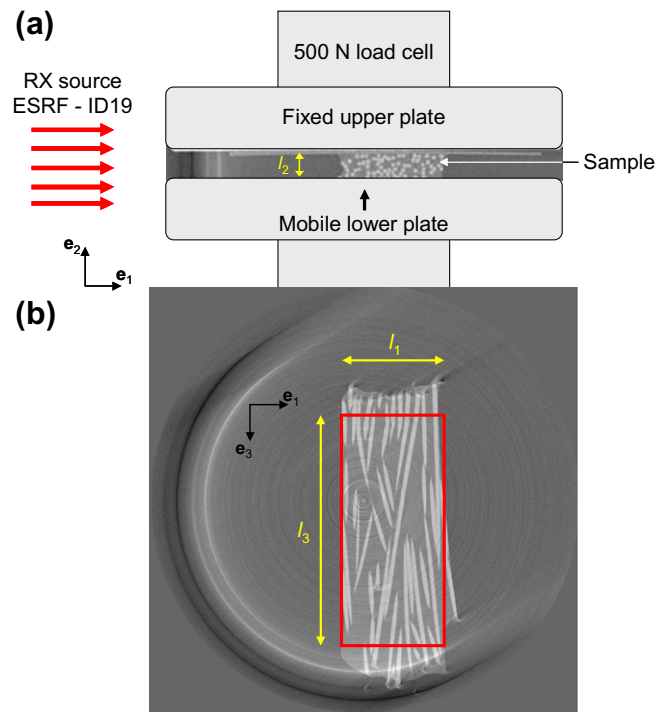 (a)
500 N load cell
RX source
ESRF - ID19
Fixed upper plate
l2
Sample
Mobile lower plate
e2
e1
(b)
l1
e1
e3
l3